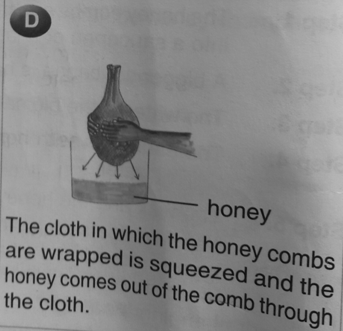 D
honey
The cloth in which the honey combs
are wrapped is squeezed and the
honey comes out of the comb through
the cloth.